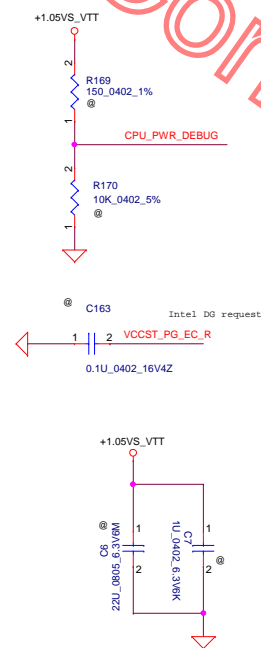 con
+1.05VS_VTT
2
R169
150_0402_1%
@
1
CPU_PWR_DEBUG
2
R170
10K_0402_5%
@
1
@
C163
Intel DG request
1
2
VCCST_PG_EC_R
0.1U_0402_16V4Z
+1.05VS_VTT
@
C6
22U_0805_6.3V6M
1
2
C7
1U_0402_6.3V6K
1
2
@